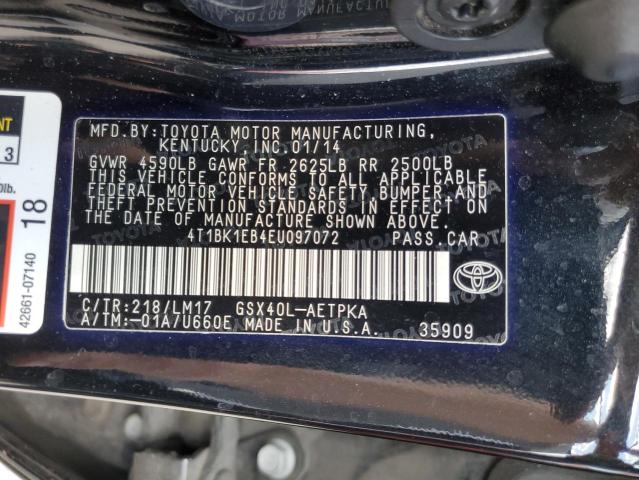 MFD.BY:TOYOTA MOTOR MANUFACTURING,
KENTUCKY,INC.01/14
GVWR 4590LB GAWR FR 2625LB RR 2500LB
THIS VEHICLE CONFORMS TO ALL APPLICABLE
FEDERAL MOTOR VEHICLE SAFETY,BUMPER,AND
THEFT PREVENTION STANDARDS IN EFFECT ON
THE DATE OF MANUFACTURE SHOWN ABOVE.
4T1BK1EB4EU097072 PASS.CAR
C/TR:218/LM17 GSX40L-AETPKA
A/TM:-01A/U660E MADE IN U.S.A. 35909
TOYOTA
42661-07140
18
3
0lb.